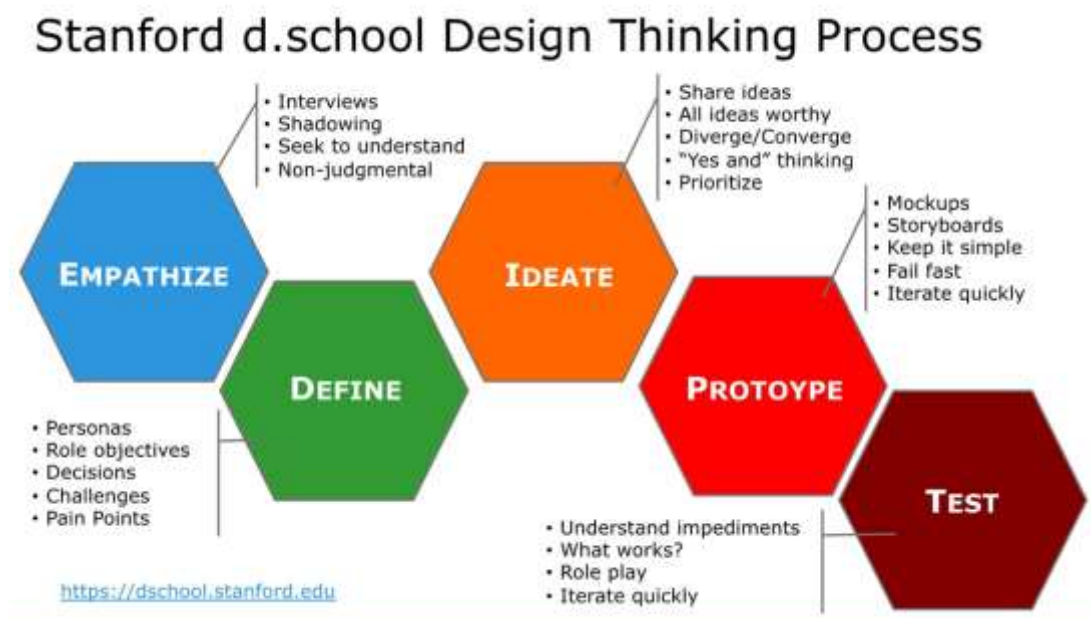 Stanford d.school Design Thinking Process
• Interviews
• Shadowing
• Seek to understand
• Non-judgmental
EMPATHIZE
• Personas
• Role objectives
• Decisions
• Challenges
• Pain Points
DEFINE
• Share ideas
• All ideas worthy
• Diverge/Converge
• “Yes and” thinking
• Prioritize
IDEATE
• Mockups
• Storyboards
• Keep it simple
• Fail fast
• Iterate quickly
PROTOYPE
• Understand impediments
• What works?
• Role play
• Iterate quickly
TEST
https://dschool.stanford.edu